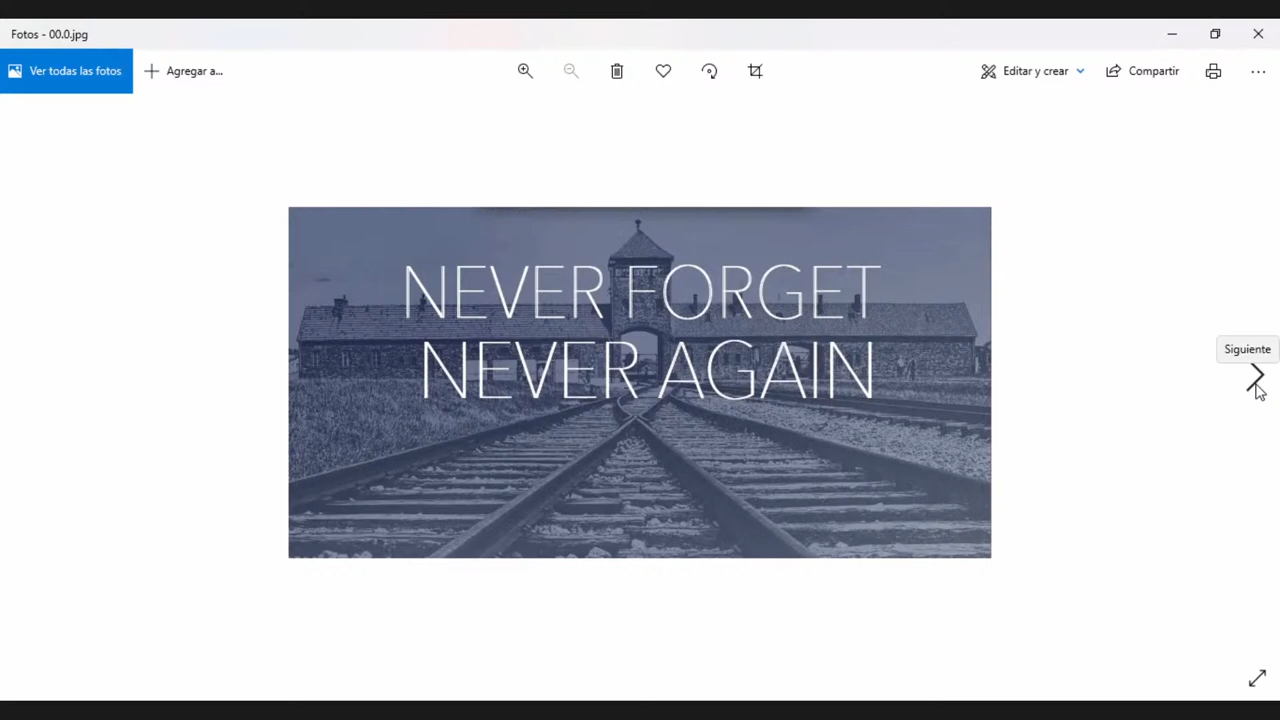 Fotos - 00.0.jpg
Ver todas las fotos
Agregar a...
Editar y crear
Compartir
NEVER FORGET
NEVER AGAIN
Siguiente